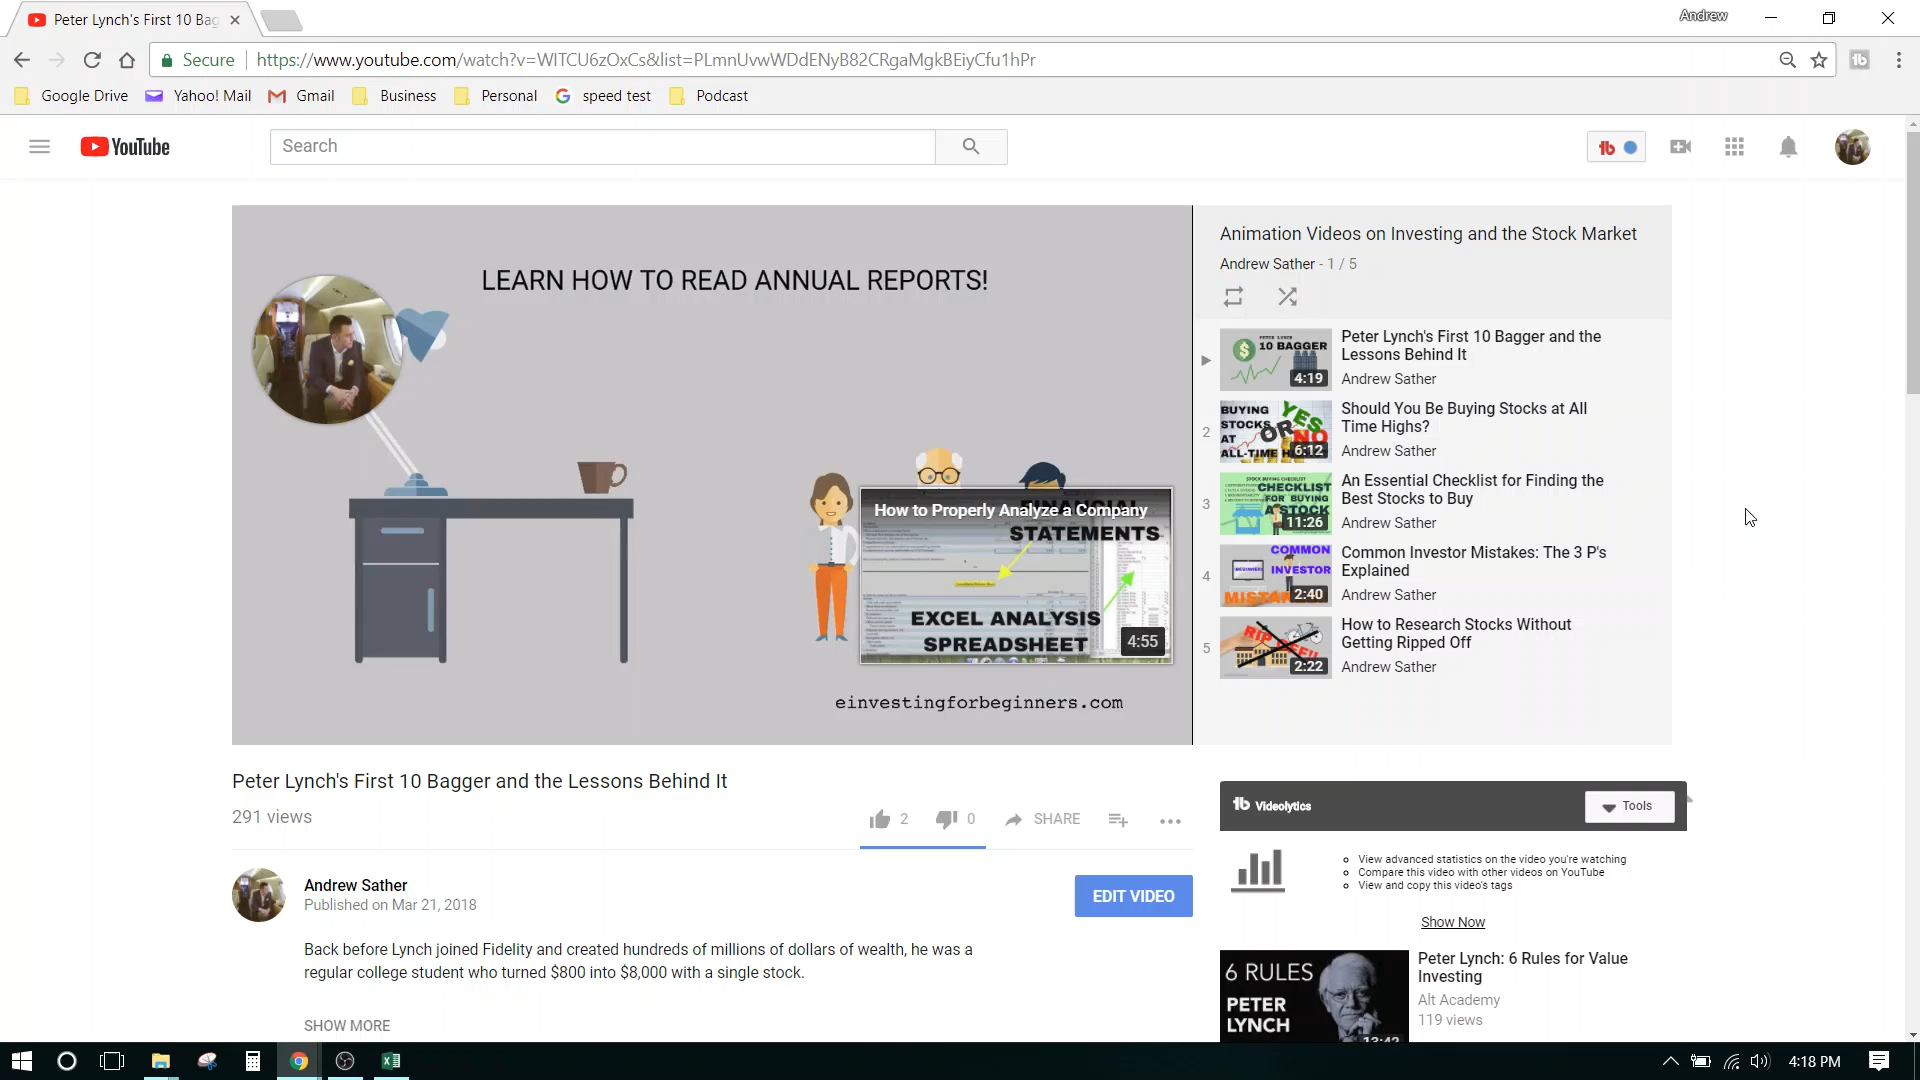 Peter Lynch's First 10 Bag
Andrew
Secure
https://www.youtube.com/watch?v=WITCU6zOxCs&list=PLmnUvwWDdENyB82CRgaMgkBEiyCfu1hPr
Google Drive
Yahoo! Mail
Gmail
Business
Personal
speed test
Podcast
YouTube
Search
LEARN HOW TO READ ANNUAL REPORTS!
How to Properly Analyze a Company
FINANCIAL
STATEMENTS
EXCEL ANALYSIS
SPREADSHEET
4:55
einvestingforbeginners.com
Animation Videos on Investing and the Stock Market
Andrew Sather - 1 / 5
PETER LYNCH
10 BAGGER
4:19
Peter Lynch's First 10 Bagger and the
Lessons Behind It
Andrew Sather
2
BUYING
STOCKS
AT
ALL-TIME
YES
OR
NO
6:12
Should You Be Buying Stocks at All
Time Highs?
Andrew Sather
3
STOCK BUYING CHECKLIST
CHECKLIST
FOR BUYING
A STOCK
11:26
An Essential Checklist for Finding the
Best Stocks to Buy
Andrew Sather
4
COMMON
INVESTOR
2:40
Common Investor Mistakes: The 3 P's
Explained
Andrew Sather
5
2:22
How to Research Stocks Without
Getting Ripped Off
Andrew Sather
Peter Lynch's First 10 Bagger and the Lessons Behind It
291 views
2
0
SHARE
Andrew Sather
Published on Mar 21, 2018
EDIT VIDEO
Back before Lynch joined Fidelity and created hundreds of millions of dollars of wealth, he was a
regular college student who turned $800 into $8,000 with a single stock.
SHOW MORE
Videolytics
Tools
View advanced statistics on the video you're watching
Compare this video with other videos on YouTube
View and copy this video's tags
Show Now
6 RULES
PETER
LYNCH
Peter Lynch: 6 Rules for Value
Investing
Alt Academy
119 views
4:18 PM